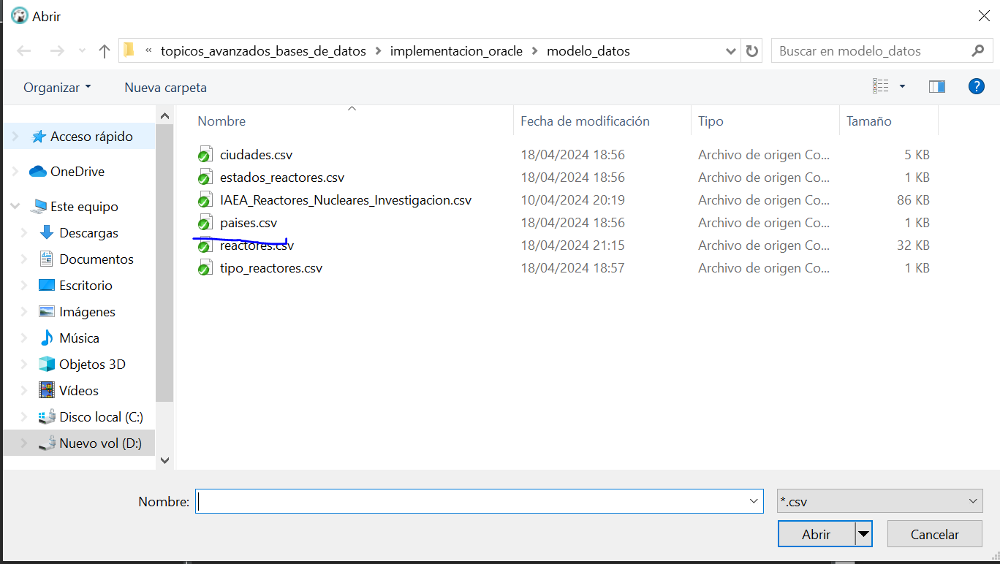 Abrir
« topicos_avanzados_bases_de_datos > implementacion_oracle > modelo_datos
Buscar en modelo_datos
Organizar
Nueva carpeta
?
Nombre Fecha de modificación Tipo Tamaño
Acceso rápido
OneDrive
Este equipo
Descargas
Documentos
Escritorio
Imágenes
Música
Objetos 3D
Vídeos
Disco local (C:)
Nuevo vol (D:)
ciudades.csv 18/04/2024 18:56 Archivo de origen Co... 5 KB
estados_reactores.csv 18/04/2024 18:56 Archivo de origen Co... 1 KB
IAEA_Reactores_Nucleares_Investigacion.csv 10/04/2024 20:19 Archivo de origen Co... 86 KB
paises.csv 18/04/2024 18:56 Archivo de origen Co... 1 KB
reactores.csv 18/04/2024 21:15 Archivo de origen Co... 32 KB
tipo_reactores.csv 18/04/2024 18:57 Archivo de origen Co... 1 KB
Nombre:
*.csv
Abrir
Cancelar